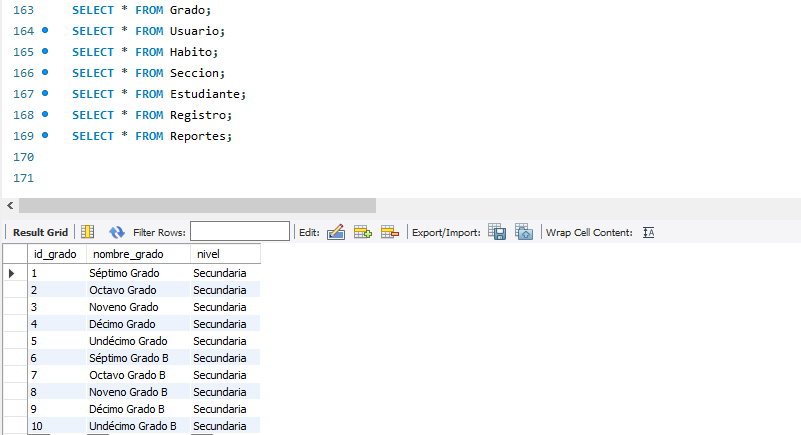 163 SELECT * FROM Grado;
164 SELECT * FROM Usuario;
165 SELECT * FROM Habito;
166 SELECT * FROM Seccion;
167 SELECT * FROM Estudiante;
168 SELECT * FROM Registro;
169 SELECT * FROM Reportes;
170
171
Result Grid Filter Rows: Edit: Export/Import: Wrap Cell Content:
id_grado nombre_grado nivel
1 Séptimo Grado Secundaria
2 Octavo Grado Secundaria
3 Noveno Grado Secundaria
4 Décimo Grado Secundaria
5 Undécimo Grado Secundaria
6 Séptimo Grado B Secundaria
7 Octavo Grado B Secundaria
8 Noveno Grado B Secundaria
9 Décimo Grado B Secundaria
10 Undécimo Grado B Secundaria